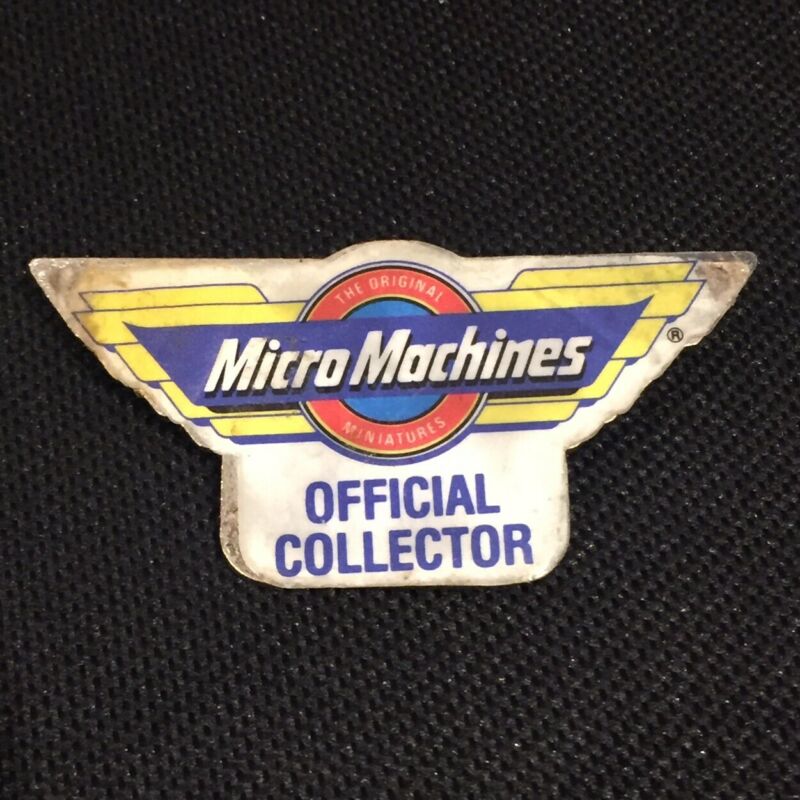 THE ORIGINAL
Micro Machines ®
MINIATURES
OFFICIAL
COLLECTOR